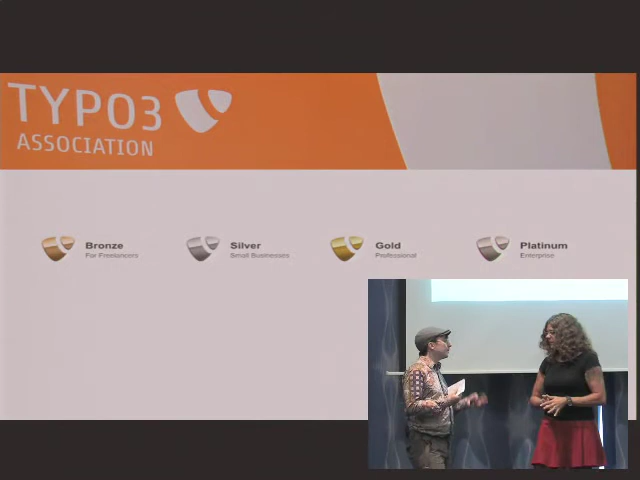 TYPO3
ASSOCIATION
Bronze
For Freelancers
Silver
Small Businesses
Gold
Professional
Platinum
Enterprise